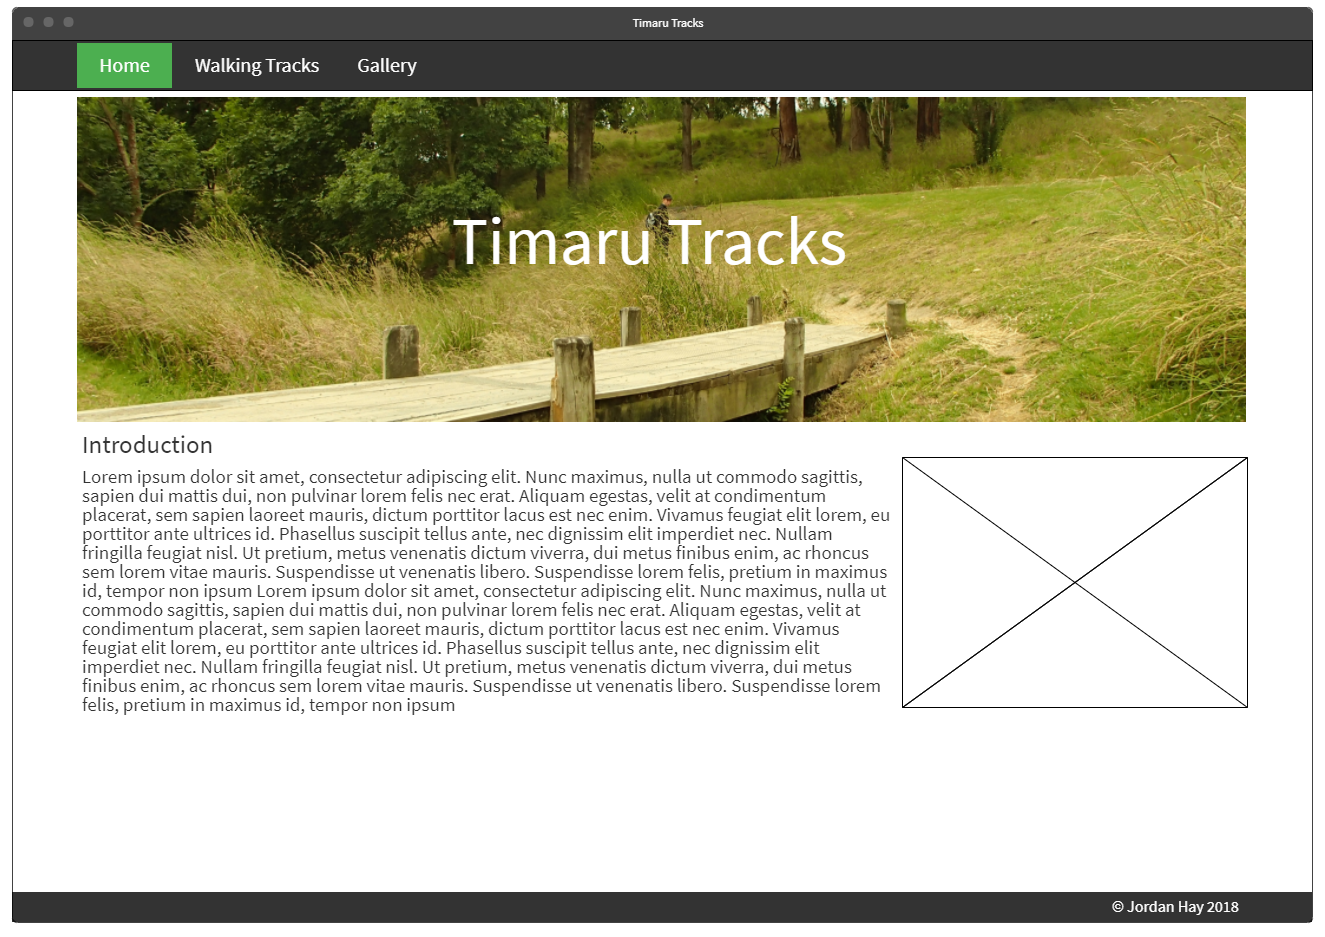 Timaru Tracks
Home Walking Tracks Gallery
Timaru Tracks
Introduction
Lorem ipsum dolor sit amet, consectetur adipiscing elit. Nunc maximus, nulla ut commodo sagittis,
sapien dui mattis dui, non pulvinar lorem felis nec erat. Aliquam egestas, velit at condimentum
placerat, sem sapien laoreet mauris, dictum porttitor lacus est nec enim. Vivamus feugiat elit lorem, eu
porttitor ante ultrices id. Phasellus suscipit tellus ante, nec dignissim elit imperdiet nec. Nullam
fringilla feugiat nisl. Ut pretium, metus venenatis dictum viverra, dui metus finibus enim, ac rhoncus
sem lorem vitae mauris. Suspendisse ut venenatis libero. Suspendisse lorem felis, pretium in maximus
id, tempor non ipsum Lorem ipsum dolor sit amet, consectetur adipiscing elit. Nunc maximus, nulla ut
commodo sagittis, sapien dui mattis dui, non pulvinar lorem felis nec erat. Aliquam egestas, velit at
condimentum placerat, sem sapien laoreet mauris, dictum porttitor lacus est nec enim. Vivamus
feugiat elit lorem, eu porttitor ante ultrices id. Phasellus suscipit tellus ante, nec dignissim elit
imperdiet nec. Nullam fringilla feugiat nisl. Ut pretium, metus venenatis dictum viverra, dui metus
finibus enim, ac rhoncus sem lorem vitae mauris. Suspendisse ut venenatis libero. Suspendisse lorem
felis, pretium in maximus id, tempor non ipsum
© Jordan Hay 2018